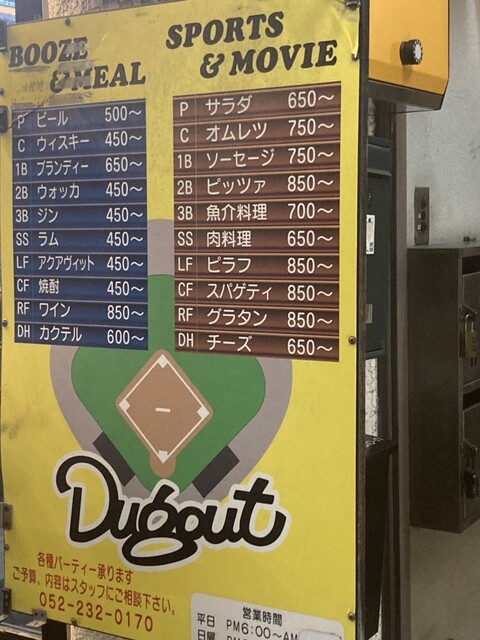 BOOZE
& MEAL
SPORTS
& MOVIE
P ビール 500～
C ウィスキー 450～
1B ブランディー 650～
2B ウォッカ 450～
3B ジン 450～
SS ラム 450～
LF アクアヴィット 450～
CF 焼酎 450～
RF ワイン 850～
DH カクテル 600～
P サラダ 650～
C オムレツ 750～
1B ソーセージ 750～
2B ピッツァ 850～
3B 魚介料理 700～
SS 肉料理 650～
LF ピラフ 850～
CF スパゲティ 850～
RF グラタン 850～
DH チーズ 650～
Dugout
各種パーティー承ります
ご予算、内容はスタッフにご相談下さい。
052-232-0170
営業時間
平日 PM6:00～AM
日曜